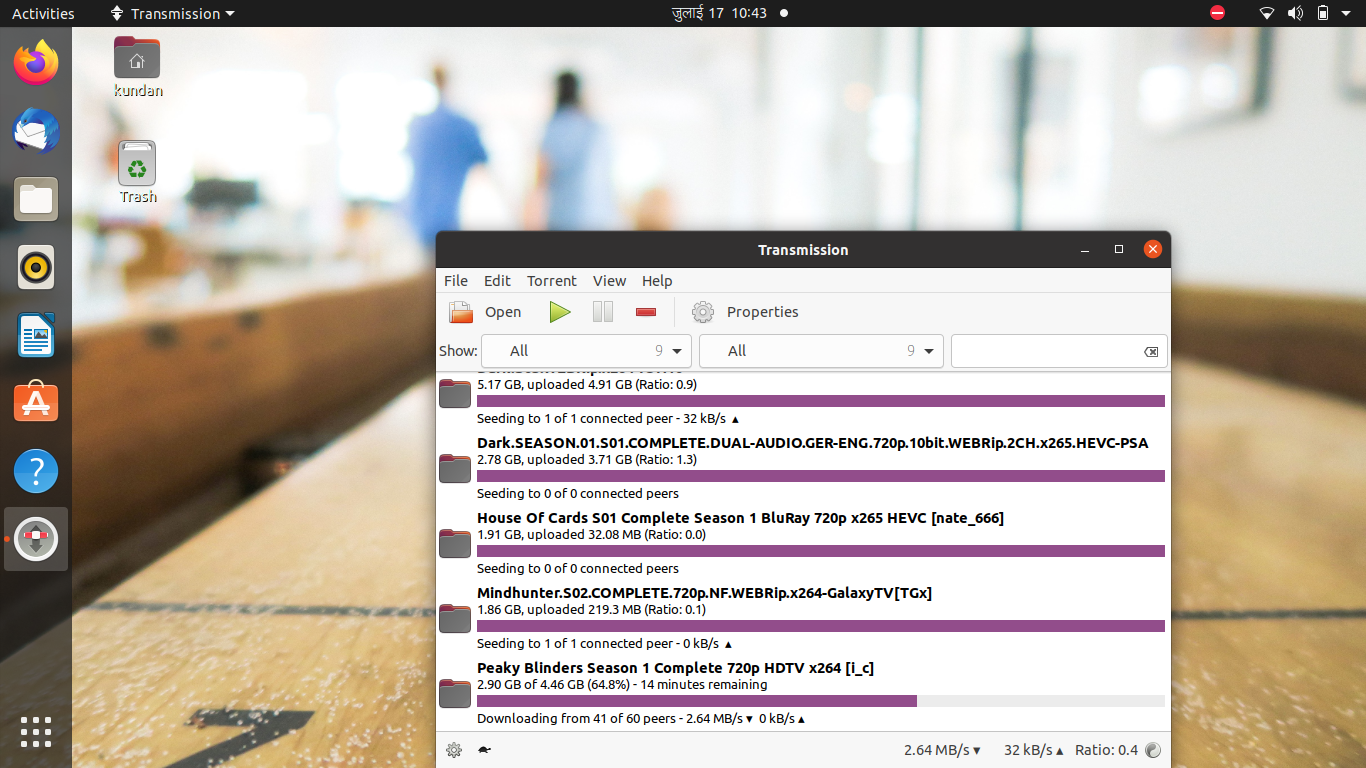 Activities
Transmission
जुलाई 17 10:43
kundan
Trash
Transmission
File Edit Torrent View Help
Open
Properties
Show: All 9 All 9
5.17 GB, uploaded 4.91 GB (Ratio: 0.9)
Seeding to 1 of 1 connected peer - 32 kB/s ▲
Dark.SEASON.01.S01.COMPLETE.DUAL-AUDIO.GER-ENG.720p.10bit.WEBRip.2CH.x265.HEVC-PSA
2.78 GB, uploaded 3.71 GB (Ratio: 1.3)
Seeding to 0 of 0 connected peers
House Of Cards S01 Complete Season 1 BluRay 720p x265 HEVC [nate_666]
1.91 GB, uploaded 32.08 MB (Ratio: 0.0)
Seeding to 0 of 0 connected peers
Mindhunter.S02.COMPLETE.720p.NF.WEBRip.x264-GalaxyTV[TGx]
1.86 GB, uploaded 219.3 MB (Ratio: 0.1)
Seeding to 1 of 1 connected peer - 0 kB/s ▲
Peaky Blinders Season 1 Complete 720p HDTV x264 [i_c]
2.90 GB of 4.46 GB (64.8%) - 14 minutes remaining
Downloading from 41 of 60 peers - 2.64 MB/s ▼ 0 kB/s ▲
2.64 MB/s ▼ 32 kB/s ▲ Ratio: 0.4